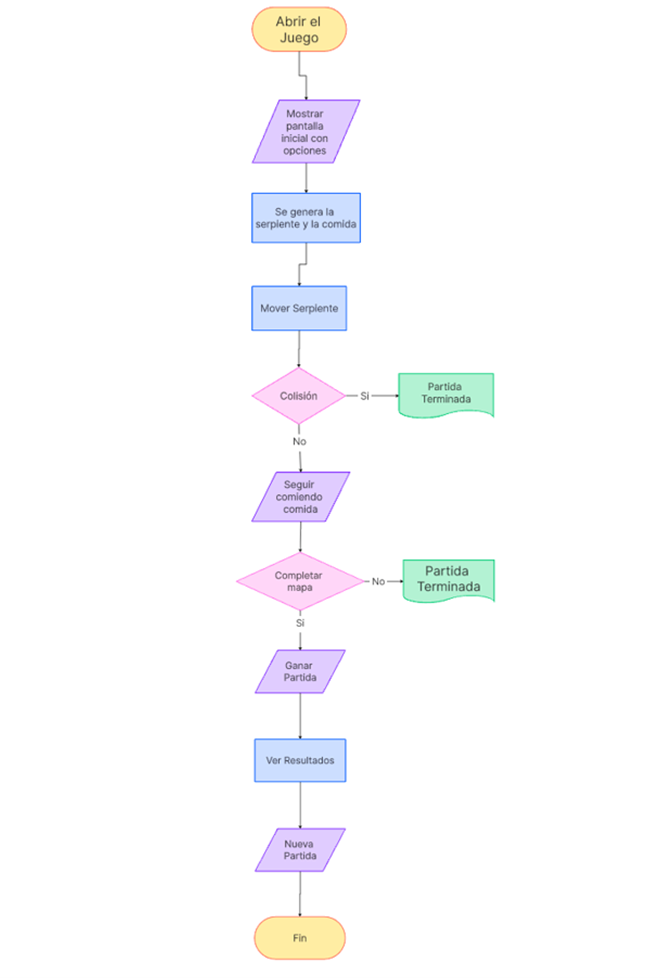 Abrir el
Juego
Mostrar
pantalla
inicial con
opciones
Se genera la
serpiente y la comida
Mover Serpiente
Colisión
Si
Partida
Terminada
No
Seguir
comiendo
comida
Completar
mapa
No
Partida
Terminada
Si
Ganar
Partida
Ver Resultados
Nueva
Partida
Fin